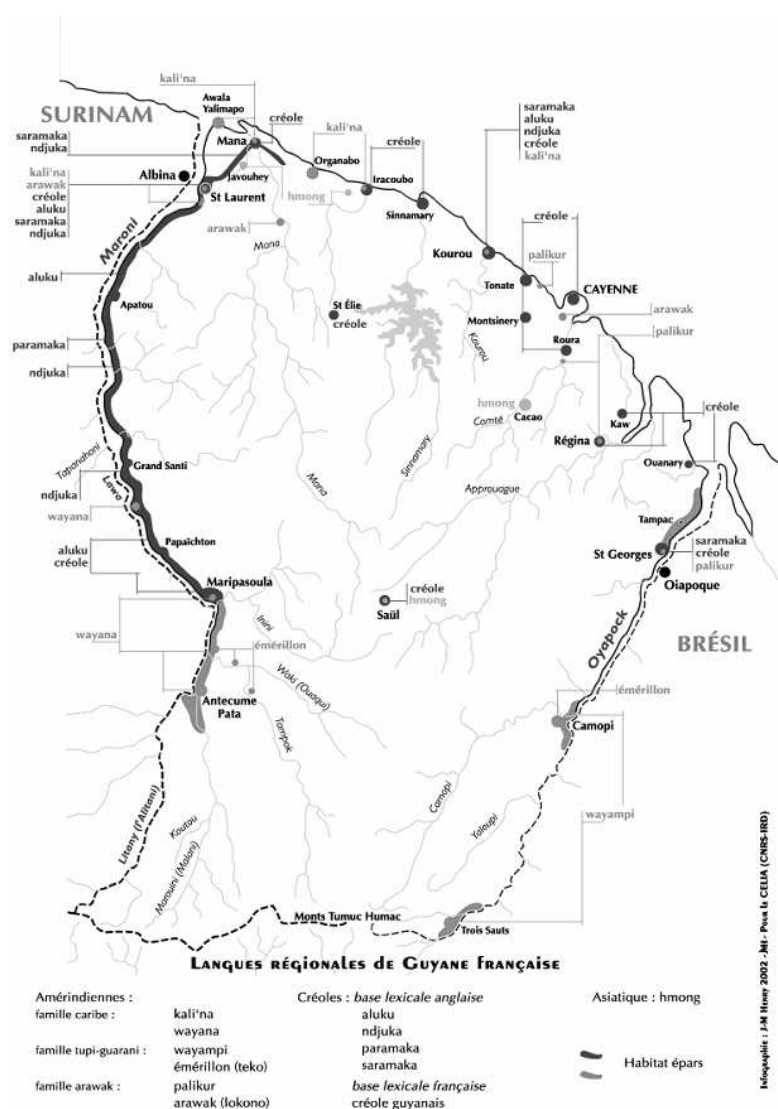 kali'na
SURINAM
Awala
Yalimapo
créole
saramaka
ndjuka
Mana
kali'na
créole
saramaka
aluku
ndjuka
créole
kali'na
Albina
Javouhey
Organabo
Iracoubo
kali'na
arawak
créole
aluku
saramaka
ndjuka
St Laurent
hmong
Sinnamary
créole
arawak
Mana
Kourou
palikur
Maroni
aluku
Apatou
St Élie
créole
Tonate
CAYENNE
Montsinery
arawak
palikur
Kourou
Roura
paramaka
ndjuka
hmong
Cacao
Comté
Kaw
créole
Régina
Tapanahoni
Grand Santi
Lawa
Mana
Sinnamary
Approuague
Ouanary
ndjuka
wayana
Tampac
aluku
créole
Papaïchton
St Georges
saramaka
créole
palikur
Maripasoula
Oiapoque
créole
hmong
Saül
Inini
Oyapock
BRÉSIL
wayana
émérillon
Waki (Ouaqui)
Antecume
Pata
Tampok
émérillon
Camopi
Camopi
Yaloupi
wayampi
Litany (l'Alitani)
Koutou
Marouini (Malani)
Monts Tumuc Humac
Trois Sauts
Langues régionales de Guyane française
Amérindiennes : Créoles : base lexicale anglaise Asiatique : hmong
famille caribe : kali'na aluku
wayana ndjuka
famille tupi-guarani : wayampi paramaka
émérillon (teko) saramaka
Habitat épars
famille arawak : palikur base lexicale française
arawak (lokono) créole guyanais
Infographie : J-M Henry 2002 - JMH - Pour le CELIA (CNRS-IRD)